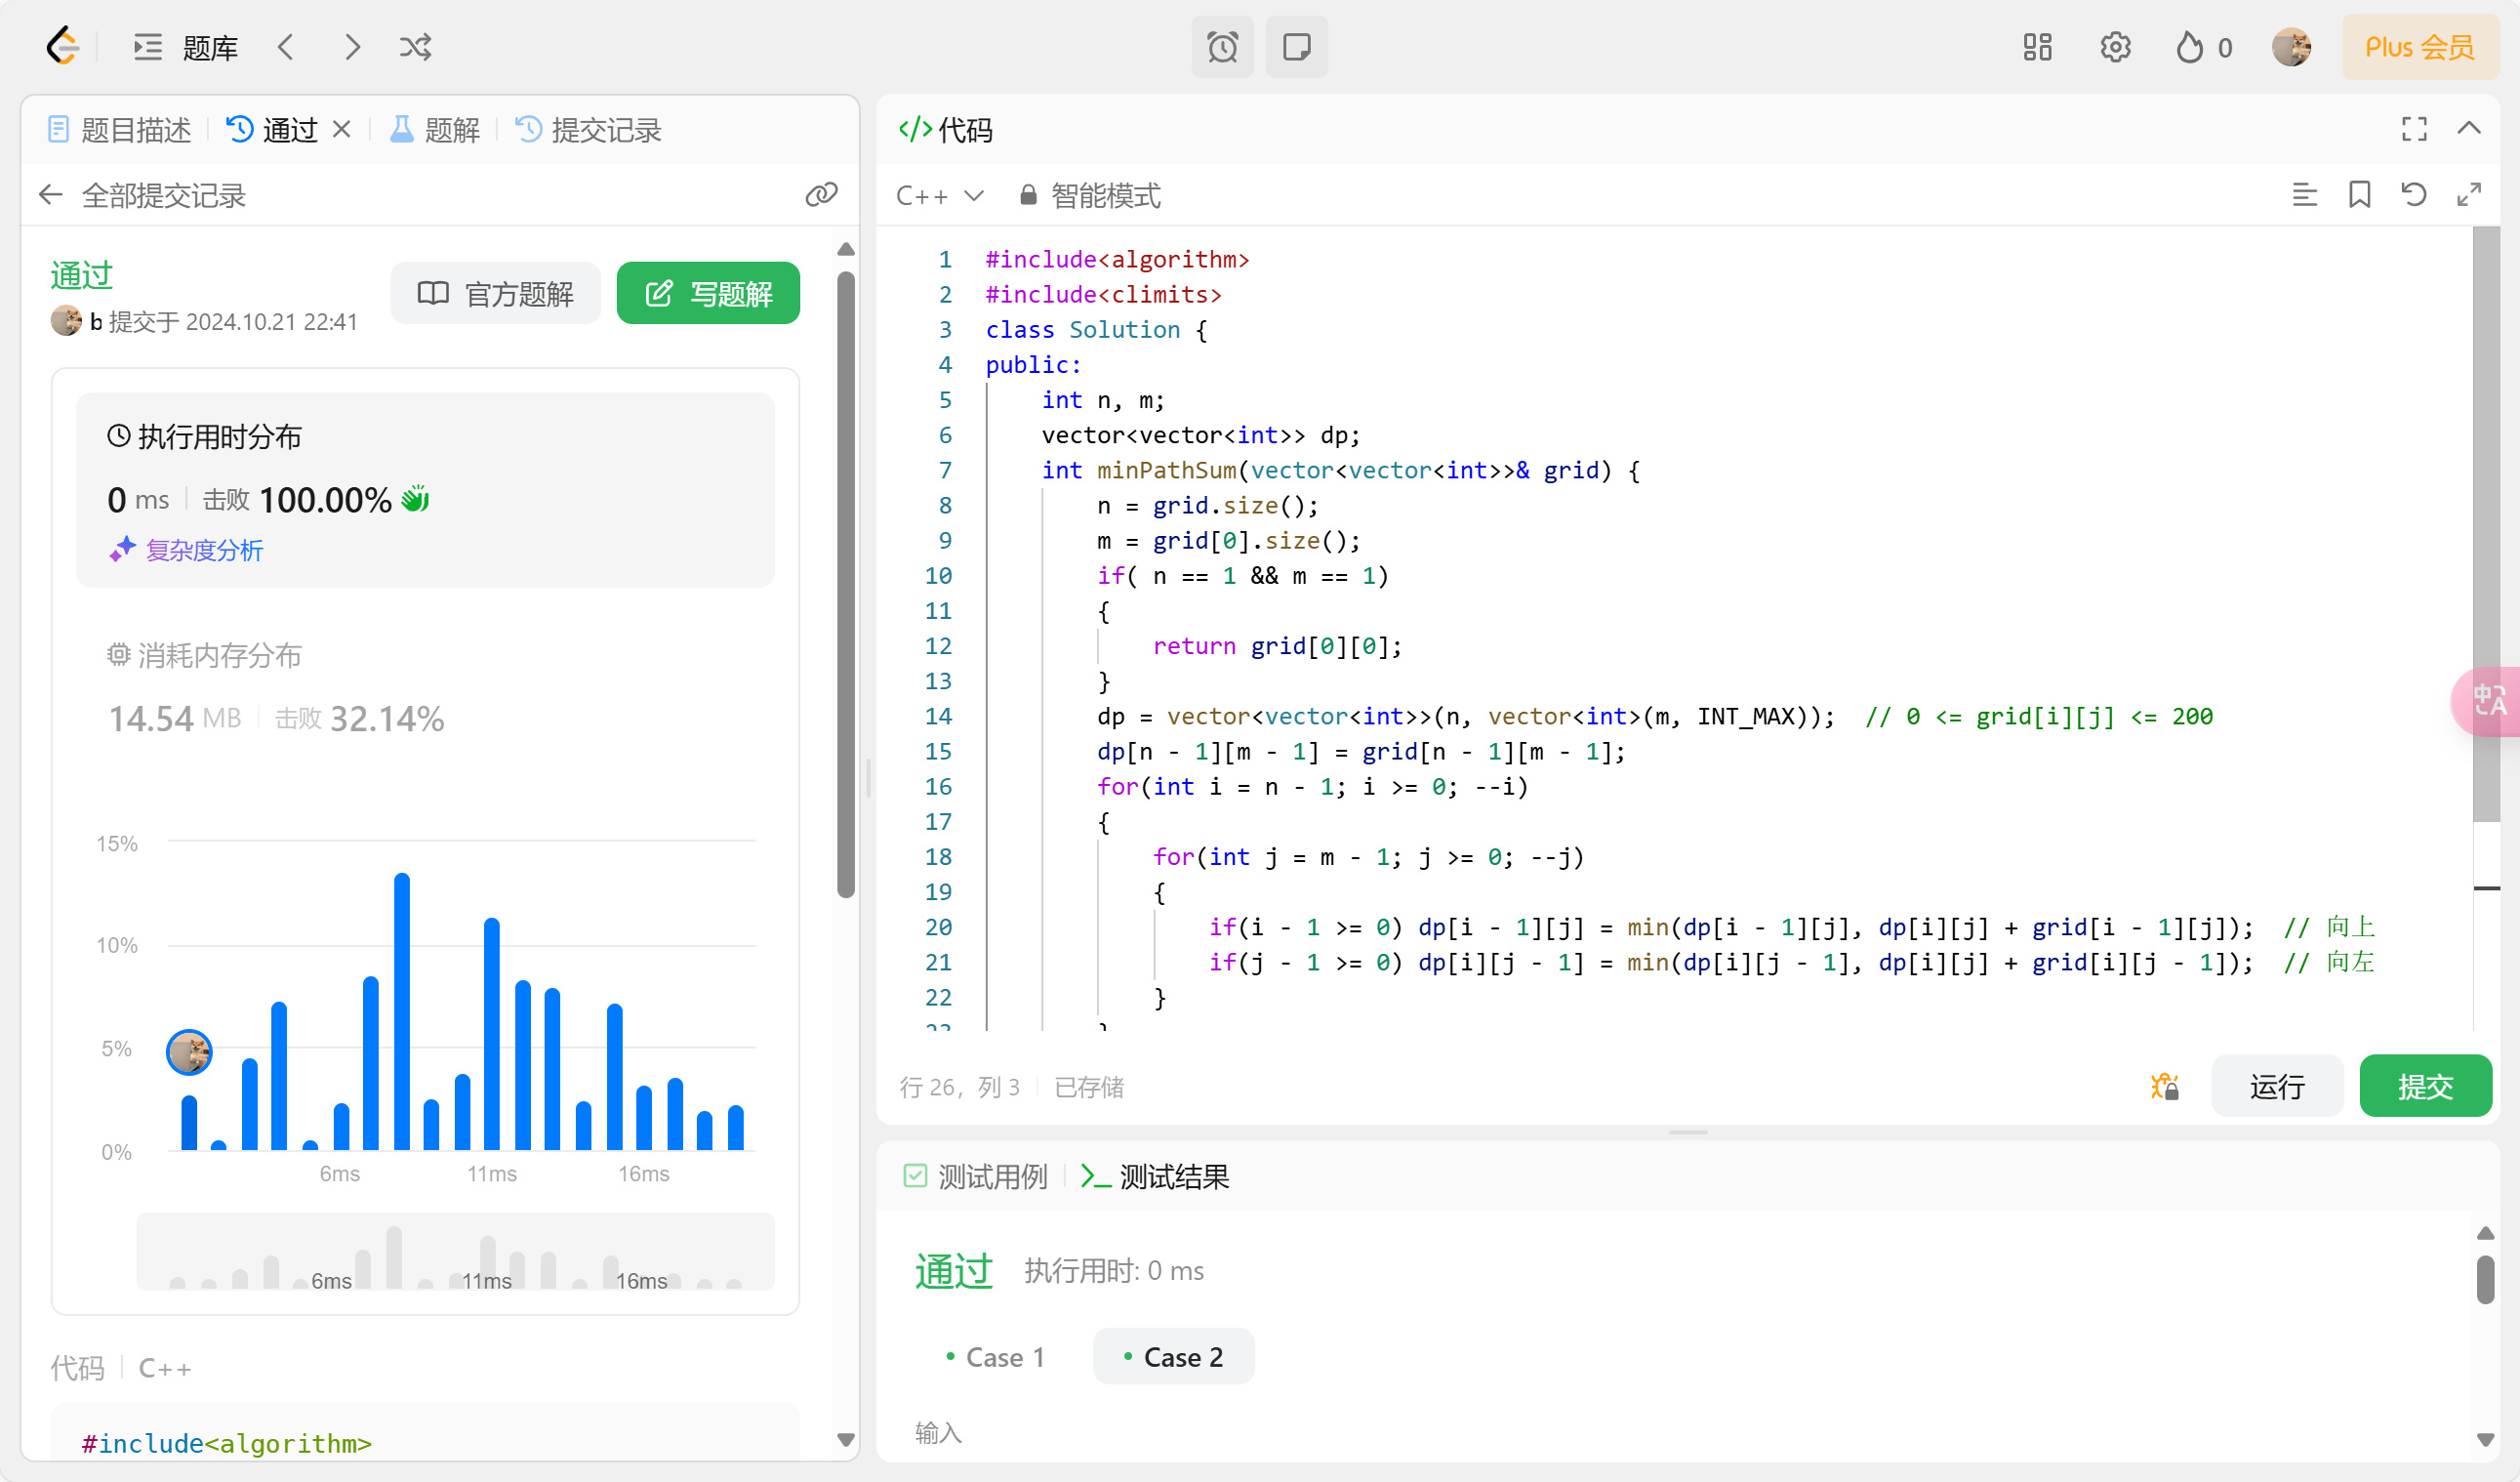 题库
0
Plus 会员
题目描述
通过
题解
提交记录
全部提交记录
通过
b 提交于 2024.10.21 22:41
官方题解
写题解
执行用时分布
0 ms
击败 100.00%
复杂度分析
消耗内存分布
14.54 MB
击败 32.14%
15%
10%
5%
0%
6ms
11ms
16ms
6ms
11ms
16ms
代码
C++
#include<algorithm>
</> 代码
C++
智能模式
1 #include<algorithm>
2 #include<climits>
3 class Solution {
4 public:
5     int n, m;
6     vector<vector<int>> dp;
7     int minPathSum(vector<vector<int>>& grid) {
8         n = grid.size();
9         m = grid[0].size();
10         if( n == 1 && m == 1)
11         {
12             return grid[0][0];
13         }
14         dp = vector<vector<int>>(n, vector<int>(m, INT_MAX));  // 0 <= grid[i][j] <= 200
15         dp[n - 1][m - 1] = grid[n - 1][m - 1];
16         for(int i = n - 1; i >= 0; --i)
17         {
18             for(int j = m - 1; j >= 0; --j)
19             {
20                 if(i - 1 >= 0) dp[i - 1][j] = min(dp[i - 1][j], dp[i][j] + grid[i - 1][j]);  // 向上
21                 if(j - 1 >= 0) dp[i][j - 1] = min(dp[i][j - 1], dp[i][j] + grid[i][j - 1]);  // 向左
22             }
23         }
中A
行 26，列 3
已存储
运行
提交
测试用例
测试结果
通过
执行用时: 0 ms
Case 1
Case 2
输入